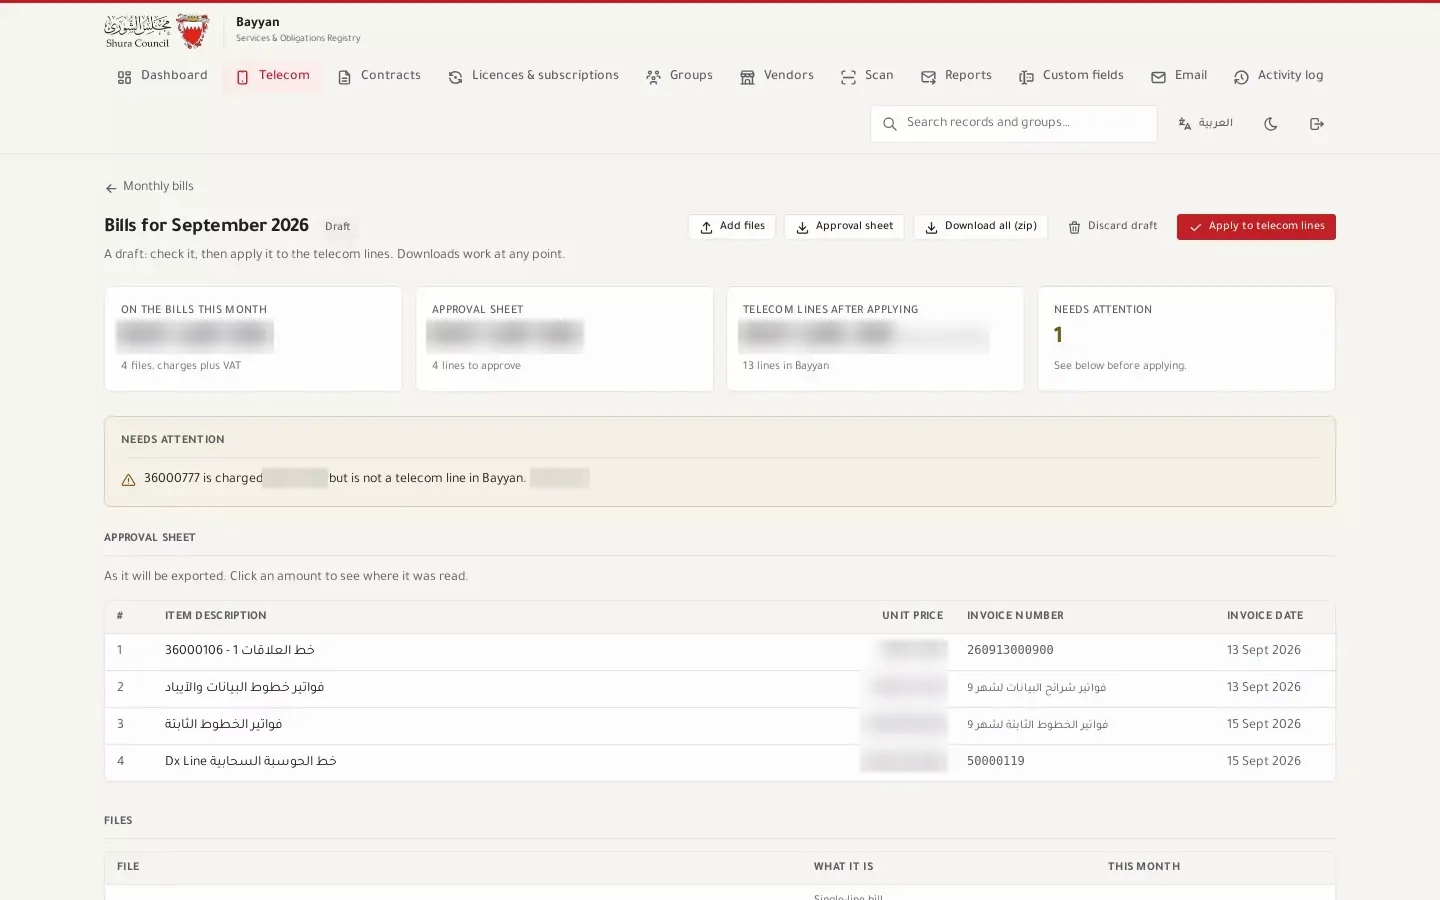 مجلس الشورى
Shura Council
Bayyan
Services & Obligations Registry
Dashboard
Telecom
Contracts
Licences & subscriptions
Groups
Vendors
Scan
Reports
Custom fields
Email
Activity log
Search records and groups...
العربية
Monthly bills
Bills for September 2026 Draft
Add files
Approval sheet
Download all (zip)
Discard draft
Apply to telecom lines
A draft: check it, then apply it to the telecom lines. Downloads work at any point.
ON THE BILLS THIS MONTH
4 files, charges plus VAT
APPROVAL SHEET
4 lines to approve
TELECOM LINES AFTER APPLYING
13 lines in Bayyan
NEEDS ATTENTION
1
See below before applying.
NEEDS ATTENTION
36000777 is charged but is not a telecom line in Bayyan.
APPROVAL SHEET
As it will be exported. Click an amount to see where it was read.
# ITEM DESCRIPTION UNIT PRICE INVOICE NUMBER INVOICE DATE
1 خط العلاقات 1 - 36000106 260913000900 13 Sept 2026
2 فواتير خطوط البيانات والآيباد فواتير شرائح البيانات لشهر 9 13 Sept 2026
3 فواتير الخطوط الثابتة فواتير الخطوط الثابتة لشهر 9 15 Sept 2026
4 خط الحوسبة السحابية Dx Line 50000119 15 Sept 2026
FILES
FILE WHAT IT IS THIS MONTH
Single-line bill